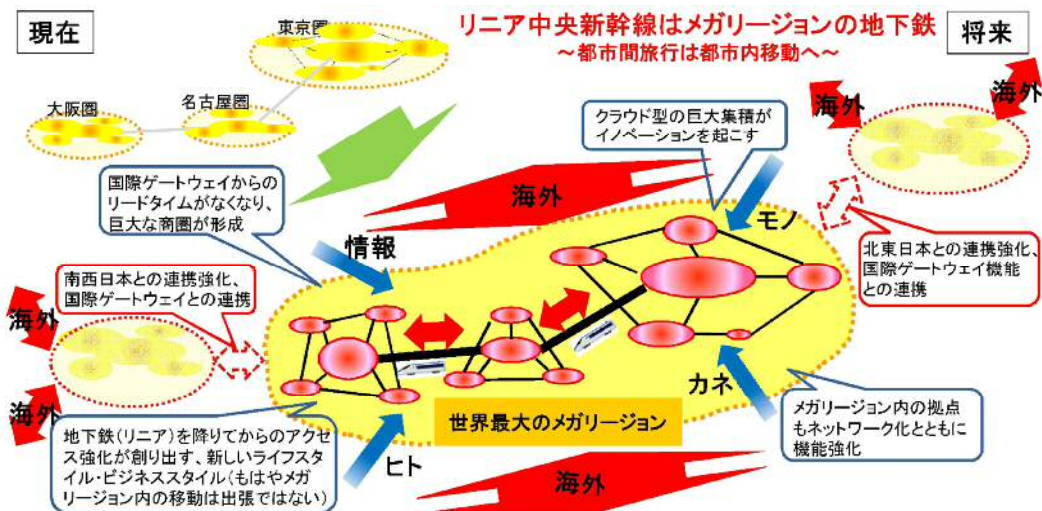 現在
リニア中央新幹線はメガリージョンの地下鉄
～都市間旅行は都市内移動へ～
将来
東京圏
名古屋圏
大阪圏
海外
海外
クラウド型の巨大集積が
イノベーションを起こす
国際ゲートウェイからの
リードタイムがなくなり、
巨大な商圏が形成
海外
モノ
情報
北東日本との連携強化、
国際ゲートウェイ機能
との連携
南西日本との連携強化、
国際ゲートウェイとの連携
海外
海外
カネ
世界最大のメガリージョン
メガリージョン内の拠点
もネットワーク化とともに
機能強化
地下鉄(リニア)を降りてからのアクセ
ス強化が創り出す、新しいライフスタ
イル・ビジネススタイル(もはやメガ
リージョン内の移動は出張ではない)
ヒト
海外